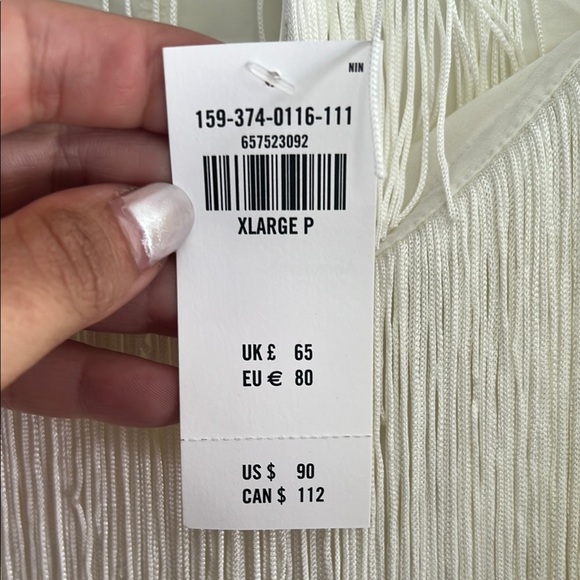 NIN
159-374-0116-111
657523092
XLARGE P
UK £ 65
EU € 80
US $ 90
CAN $ 112